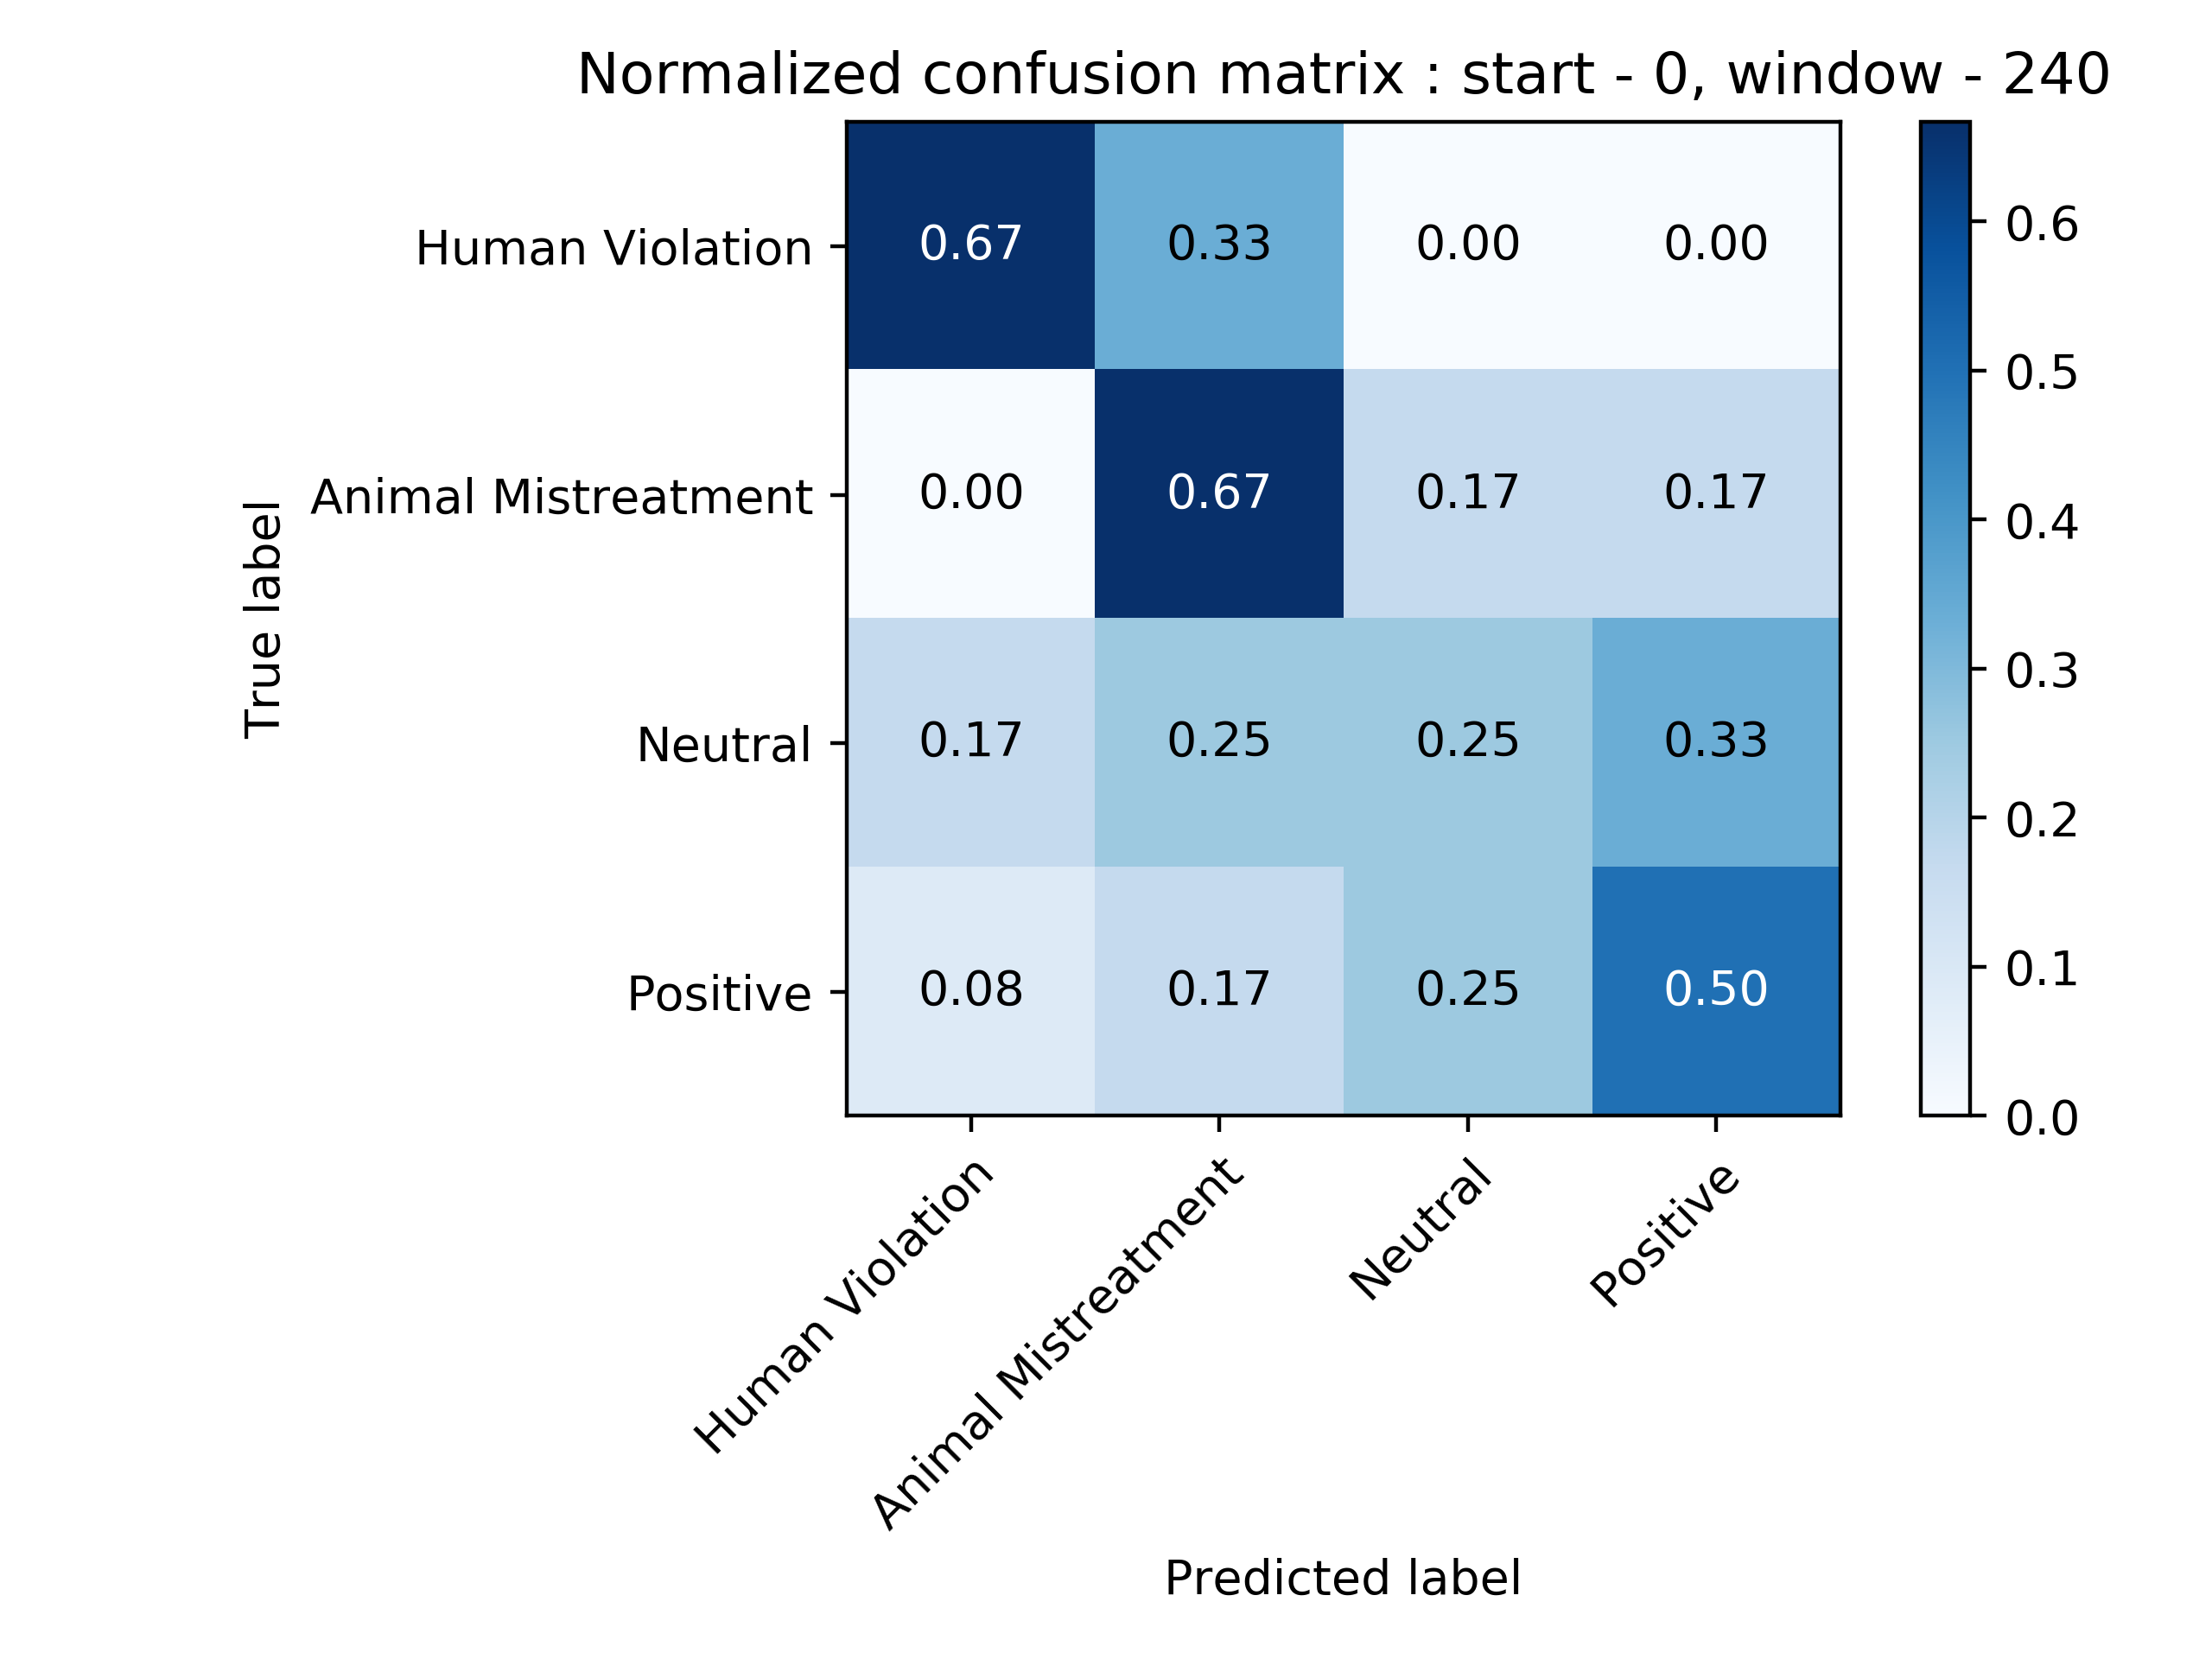 Normalized confusion matrix : start - 0, window - 240
True label
Human Violation
Animal Mistreatment
Neutral
Positive
0.67 0.33 0.00 0.00
0.00 0.67 0.17 0.17
0.17 0.25 0.25 0.33
0.08 0.17 0.25 0.50
0.6
0.5
0.4
0.3
0.2
0.1
0.0
Human Violation
Animal Mistreatment
Neutral
Positive
Predicted label